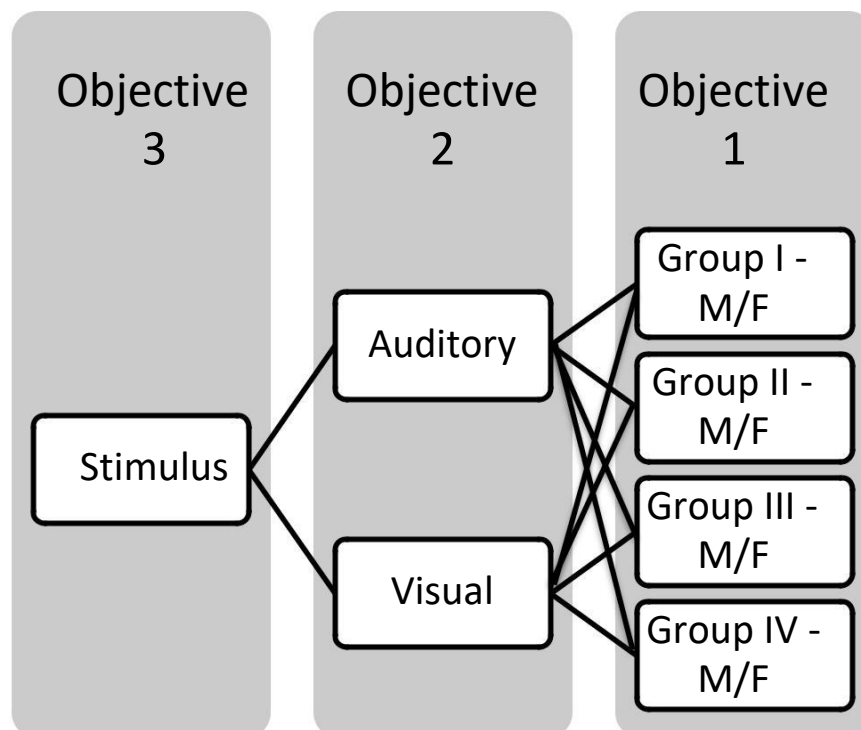 Objective
3
Objective
2
Objective
1
Stimulus
Auditory
Visual
Group I -
M/F
Group II -
M/F
Group III -
M/F
Group IV -
M/F